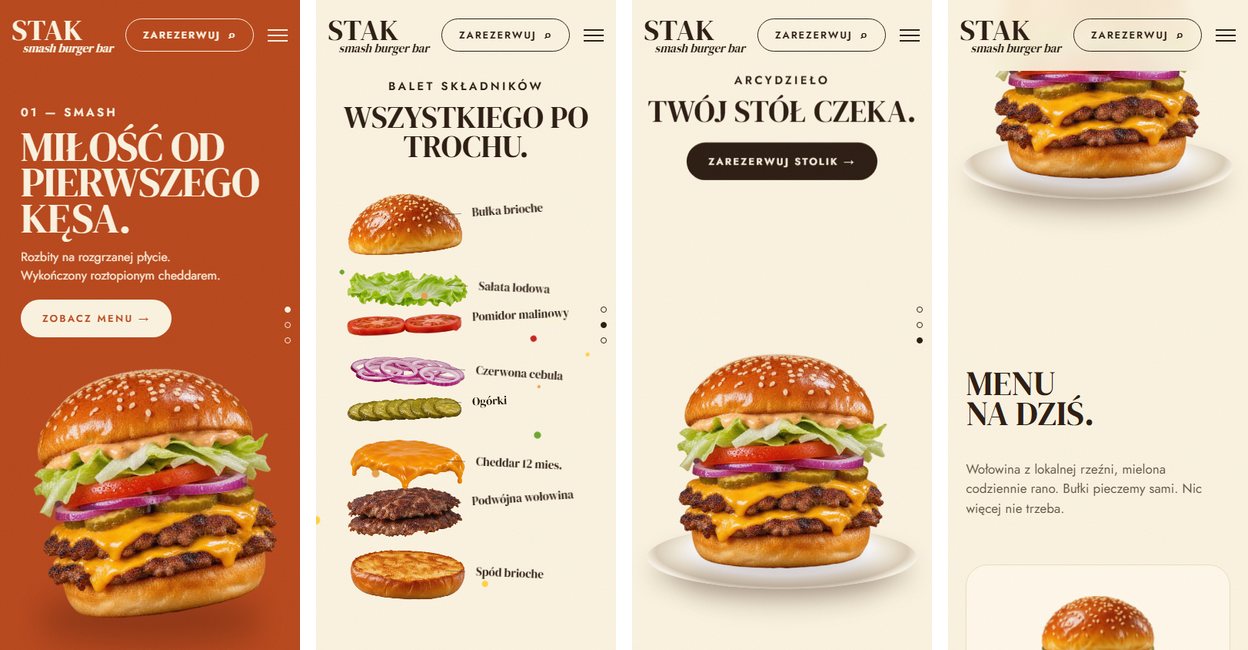 STAK
smash burger bar
ZAREZERWUJ
01 — SMASH
MIŁOŚĆ OD
PIERWSZEGO
KĘSA.
Rozbity na rozgrzanej płycie.
Wykończony roztopionym cheddarem.
ZOBACZ MENU →
STAK
smash burger bar
ZAREZERWUJ
BALET SKŁADNIKÓW
WSZYSTKIEGO PO
TROCHU.
Bułka brioche
Sałata lodowa
Pomidor malinowy
Czerwona cebula
Ogórki
Cheddar 12 mies.
Podwójna wołowina
Spód brioche
STAK
smash burger bar
ZAREZERWUJ
ARCYDZIEŁO
TWÓJ STÓŁ CZEKA.
ZAREZERWUJ STOLIK →
STAK
smash burger bar
ZAREZERWUJ
MENU
NA DZIŚ.
Wołowina z lokalnej rzeźni, mielona
codziennie rano. Bułki pieczemy sami. Nic
więcej nie trzeba.